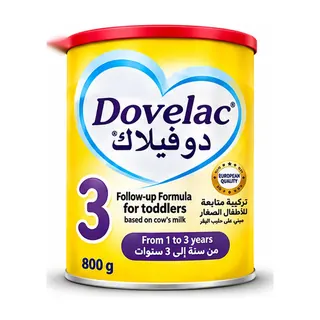 Dovelac®
دوفيلاك®
EUROPEAN
QUALITY
3
Follow-up Formula
for toddlers
based on cow's milk
تركيبة متابعة
للأطفال الصغار
مبني على حليب البقر
From 1 to 3 years
من سنة إلى 3 سنوات
800 g